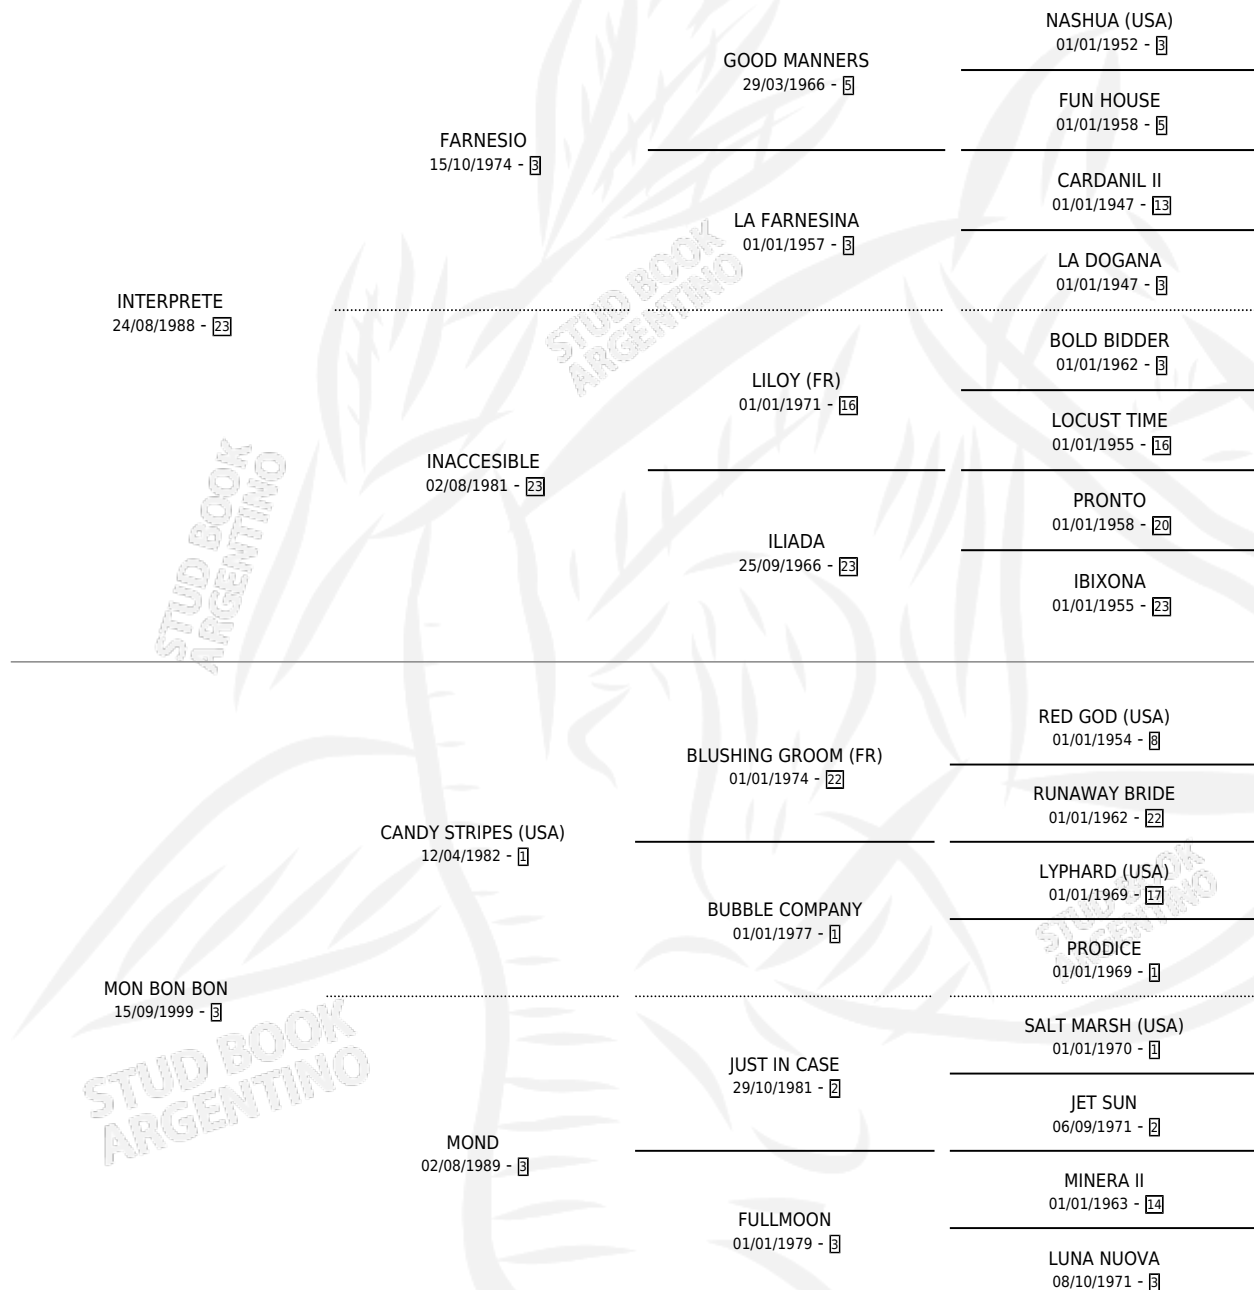 NASHUA (USA)
01/01/1952 - 3
GOOD MANNERS
29/03/1966 - 5
FUN HOUSE
01/01/1958 - 5
FARNESIO
15/10/1974 - 3
CARDANIL II
01/01/1947 - 13
LA FARNESINA
01/01/1957 - 3
LA DOGANA
01/01/1947 - 3
INTERPRETE
24/08/1988 - 23
BOLD BIDDER
01/01/1962 - 3
LILOY (FR)
01/01/1971 - 16
LOCUST TIME
01/01/1955 - 16
INACCESIBLE
02/08/1981 - 23
PRONTO
01/01/1958 - 20
ILIADA
25/09/1966 - 23
IBIXONA
01/01/1955 - 23
STUD BOOK
ARGENTINO
STUD BOOK
ARGENTINO
RED GOD (USA)
01/01/1954 - 8
BLUSHING GROOM (FR)
01/01/1974 - 22
RUNAWAY BRIDE
01/01/1962 - 22
CANDY STRIPES (USA)
12/04/1982 - 1
LYPHARD (USA)
01/01/1969 - 17
BUBBLE COMPANY
01/01/1977 - 1
PRODICE
01/01/1969 - 1
STUD BOOK
ARGENTINO
MON BON BON
15/09/1999 - 3
SALT MARSH (USA)
01/01/1970 - 1
JUST IN CASE
29/10/1981 - 2
JET SUN
06/09/1971 - 2
MOND
02/08/1989 - 3
MINERA II
01/01/1963 - 14
FULLMOON
01/01/1979 - 3
LUNA NUOVA
08/10/1971 - 3
STUD BOOK
ARGENTINO